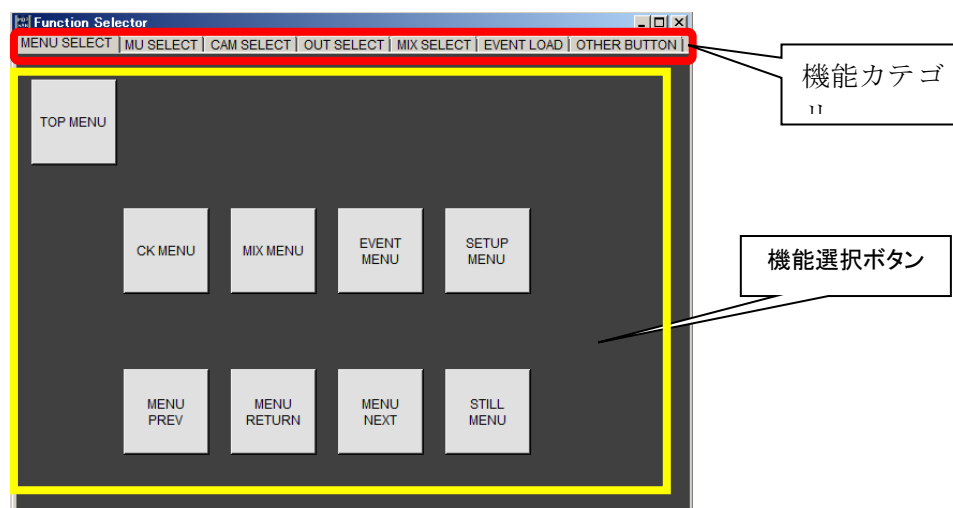 Function Selector
MENU SELECT MU SELECT CAM SELECT OUT SELECT MIX SELECT EVENT LOAD OTHER BUTTON
機能カテゴ
リ
TOP MENU
CK MENU
MIX MENU
EVENT
MENU
SETUP
MENU
機能選択ボタン
MENU
PREV
MENU
RETURN
MENU
NEXT
STILL
MENU